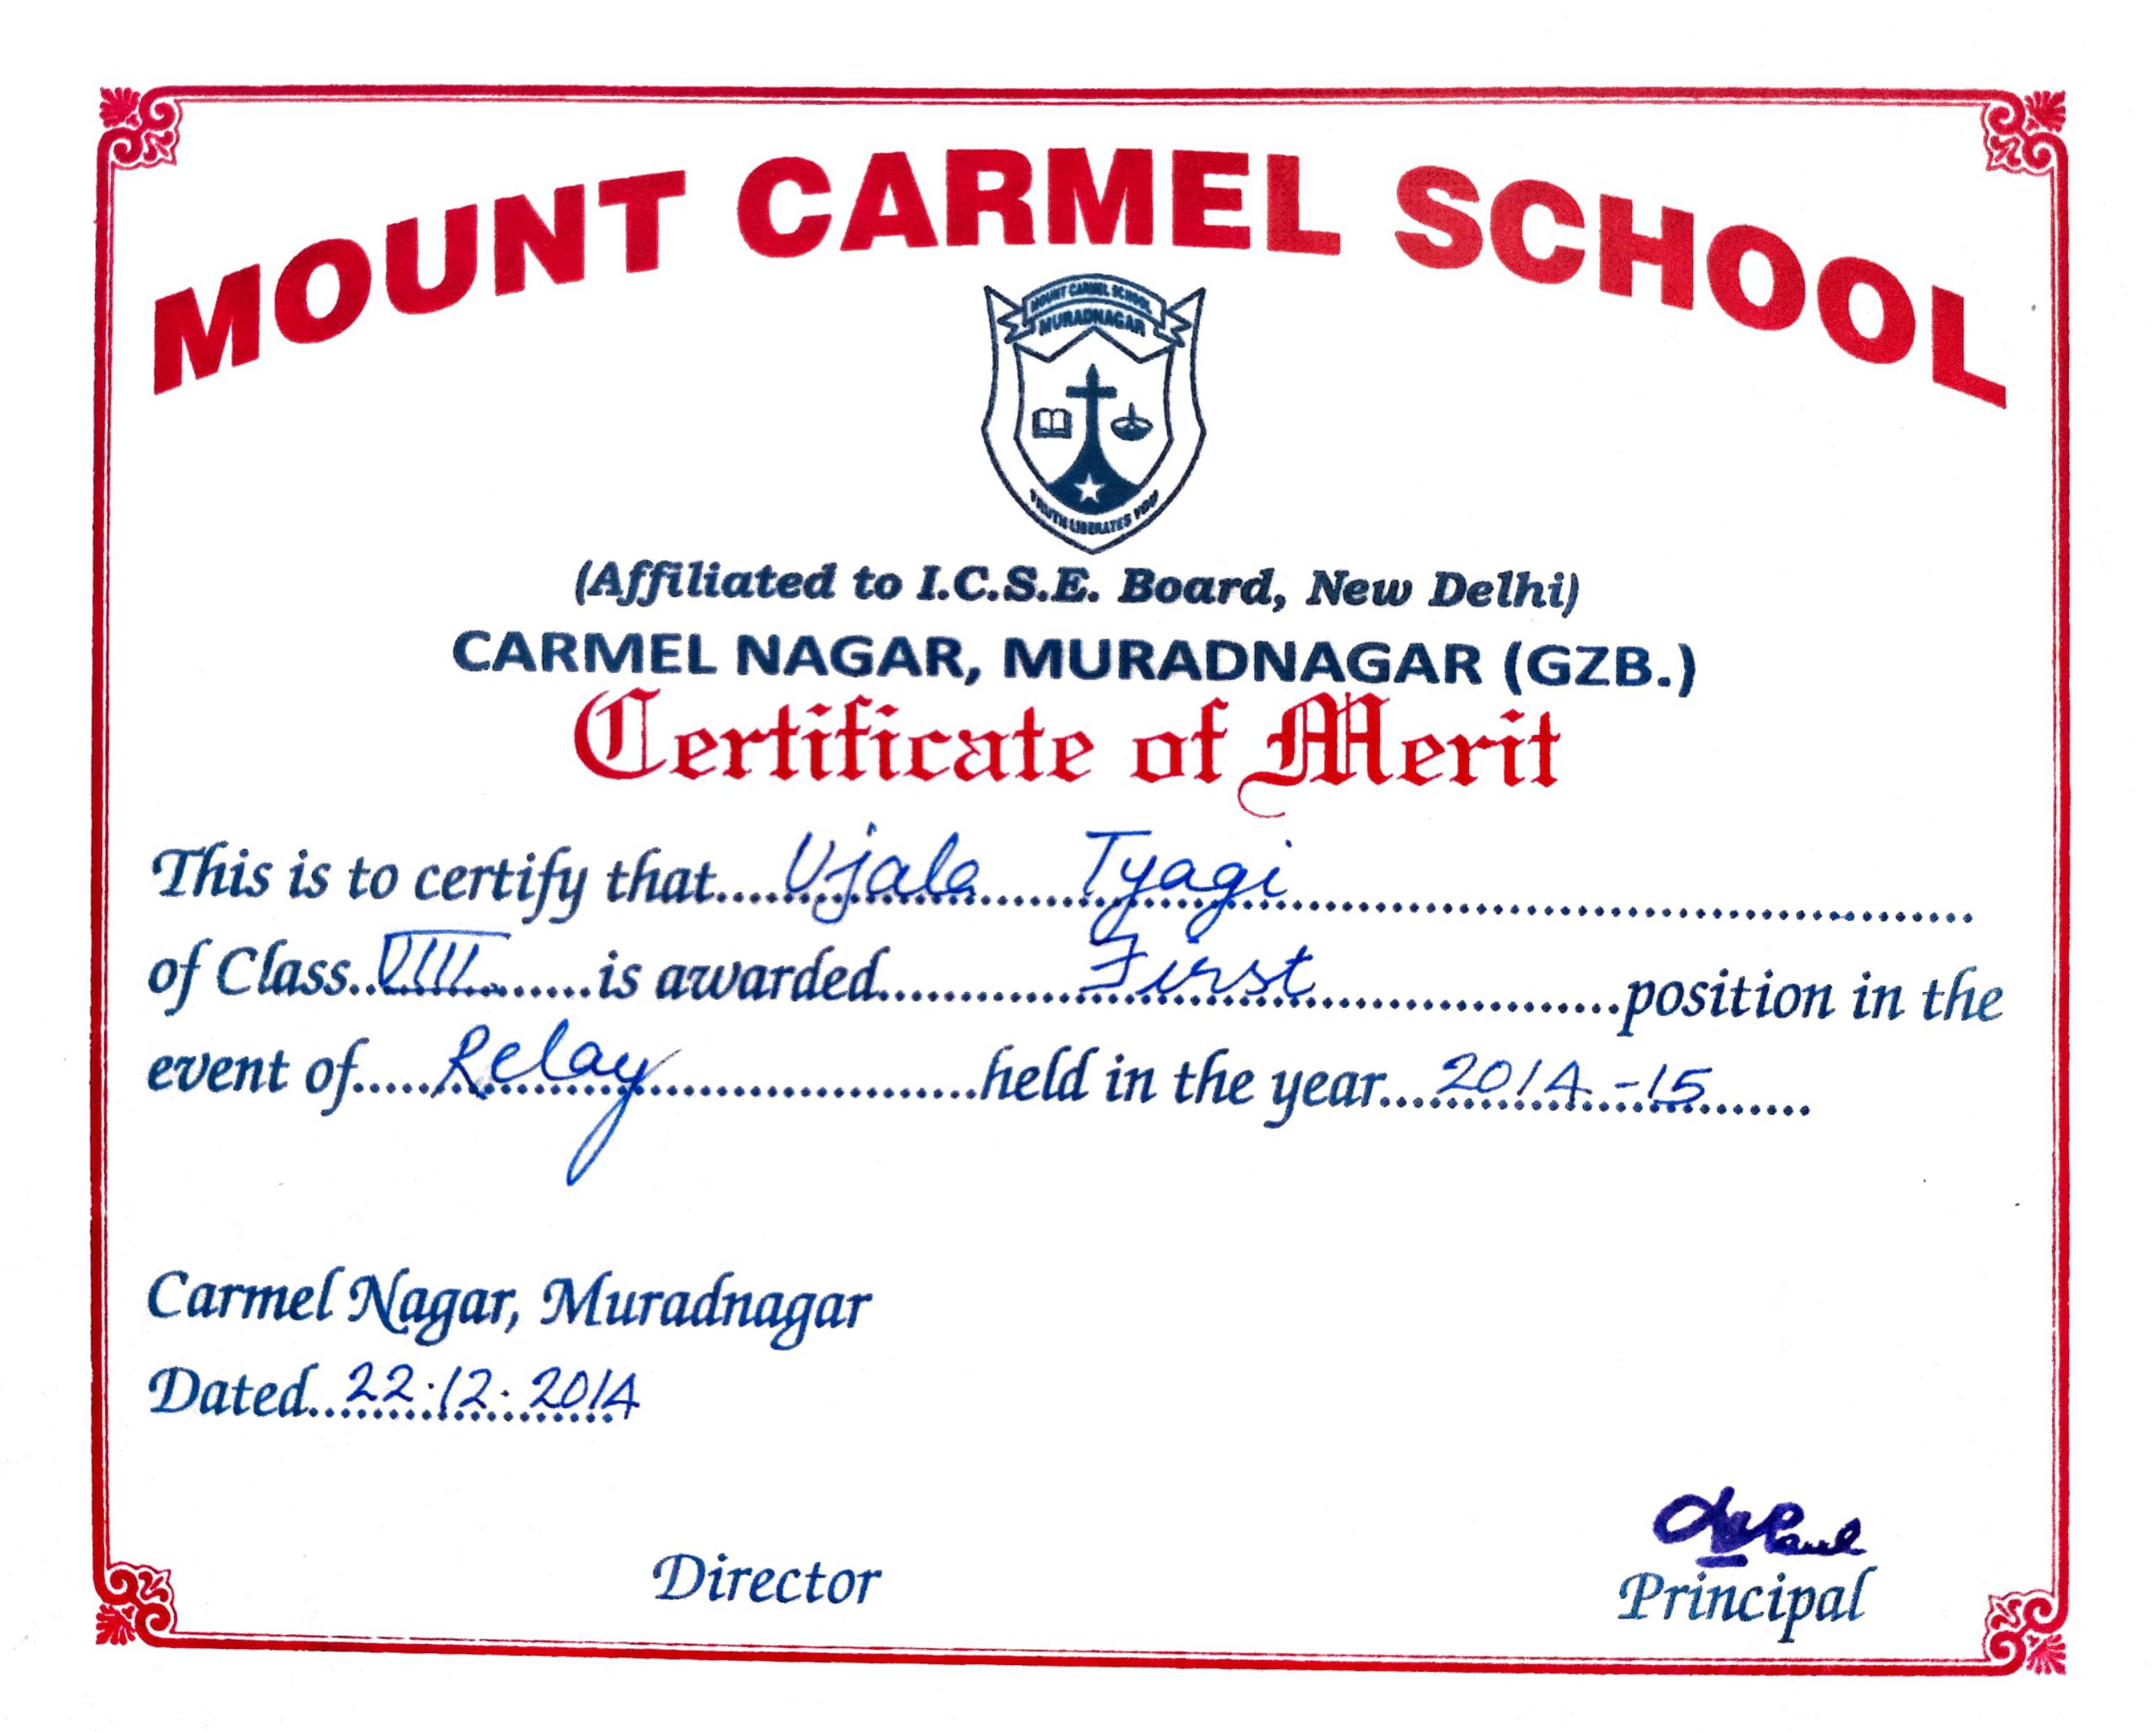 MOUNT CARMEL SCHOOL
MOUNT CARMEL SCHOOL
MURADNAGAR
TRUTH LIBERATES YOU
(Affiliated to I.C.S.E. Board, New Delhi)
CARMEL NAGAR, MURADNAGAR (GZB.)
Certificate of Merit
This is to certify that....Ujala Tyagi....
of Class..VIII......is awarded....First....position in the
event of.....Relay....held in the year....2014-15....
Carmel Nagar, Muradnagar
Dated...22.12.2014
Director
Principal